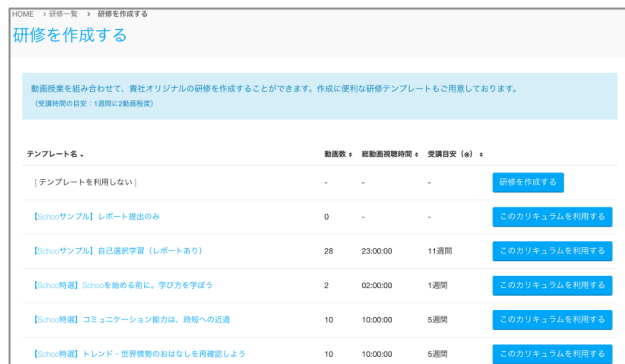 HOME > 研修一覧 > 研修を作成する
研修を作成する
動画授業を組み合わせて、貴社オリジナルの研修を作成することができます。作成に便利な研修テンプレートもご用意しております。
(受講時間の目安:1週間に2動画程度)
テンプレート名 動画数 総動画視聴時間 受講目安(※)
[ テンプレートを利用しない ] - - - 研修を作成する
【Schooサンプル】レポート提出のみ 0 - - このカリキュラムを利用する
【Schooサンプル】自己選択学習(レポートあり) 28 23:00:00 11週間 このカリキュラムを利用する
【Schoo特選】Schooを始める前に。学び方を学ぼう 2 02:00:00 1週間 このカリキュラムを利用する
【Schoo特選】コミュニケーション能力は、時短への近道 10 10:00:00 5週間 このカリキュラムを利用する
【Schoo特選】トレンド・世界情勢のおはなしを再確認しよう 10 10:00:00 5週間 このカリキュラムを利用する